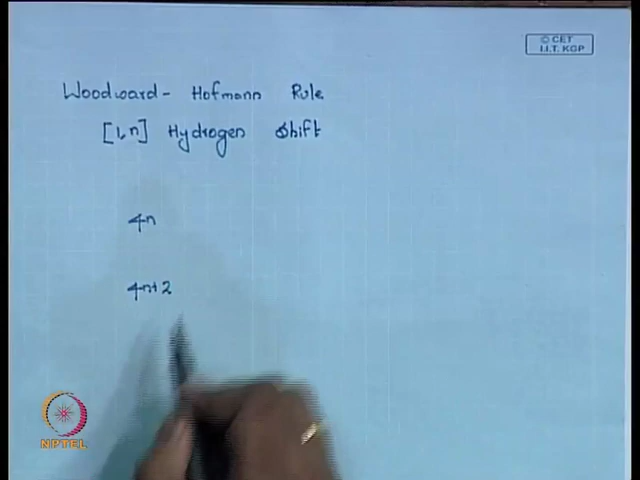 © CET
I.I.T. KGP
Woodward - Hofmann Rule
[1,n] Hydrogen Shift
4n
4n+2
NPTEL